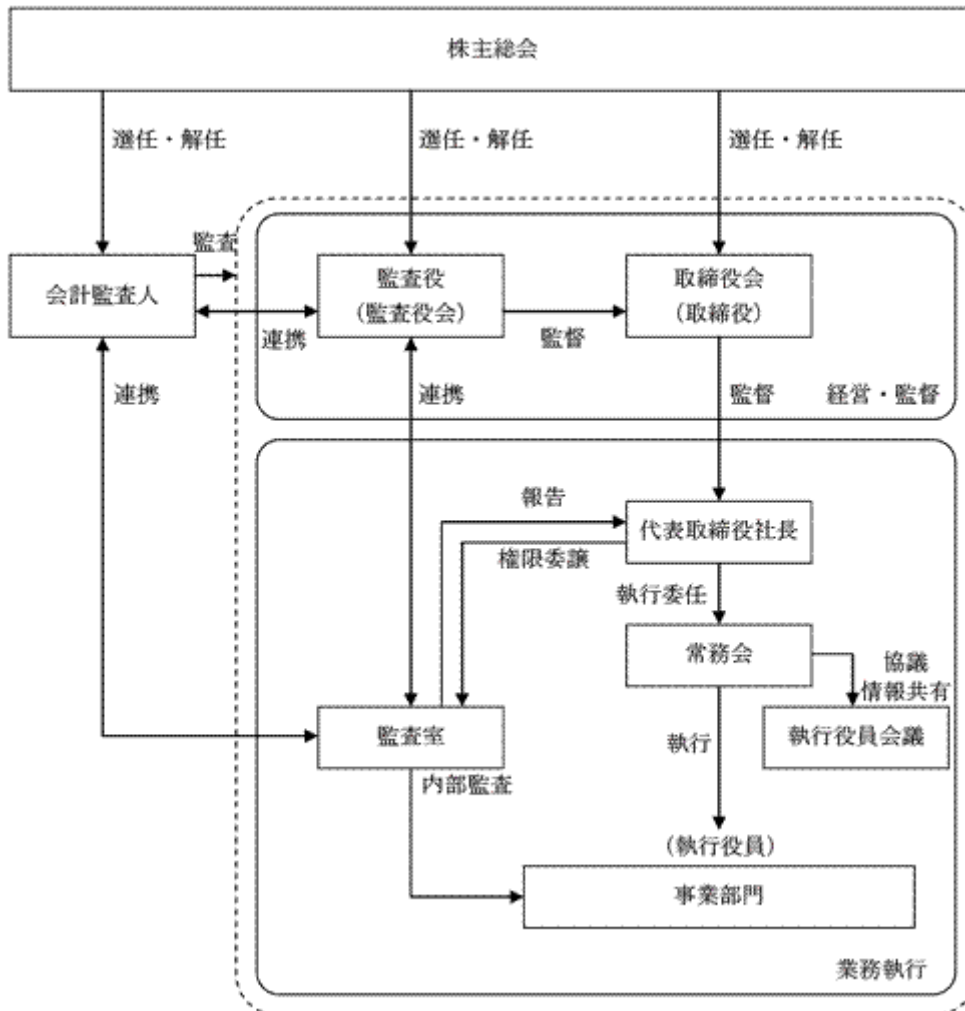 株主総会
選任・解任
選任・解任
選任・解任
監査
会計監査人
監査役
(監査役会)
取締役会
(取締役)
連携
監督
連携
連携
監督
経営・監督
報告
代表取締役社長
権限委譲
執行委任
常務会
協議
情報共有
監査室
執行
執行役員会議
内部監査
(執行役員)
事業部門
業務執行